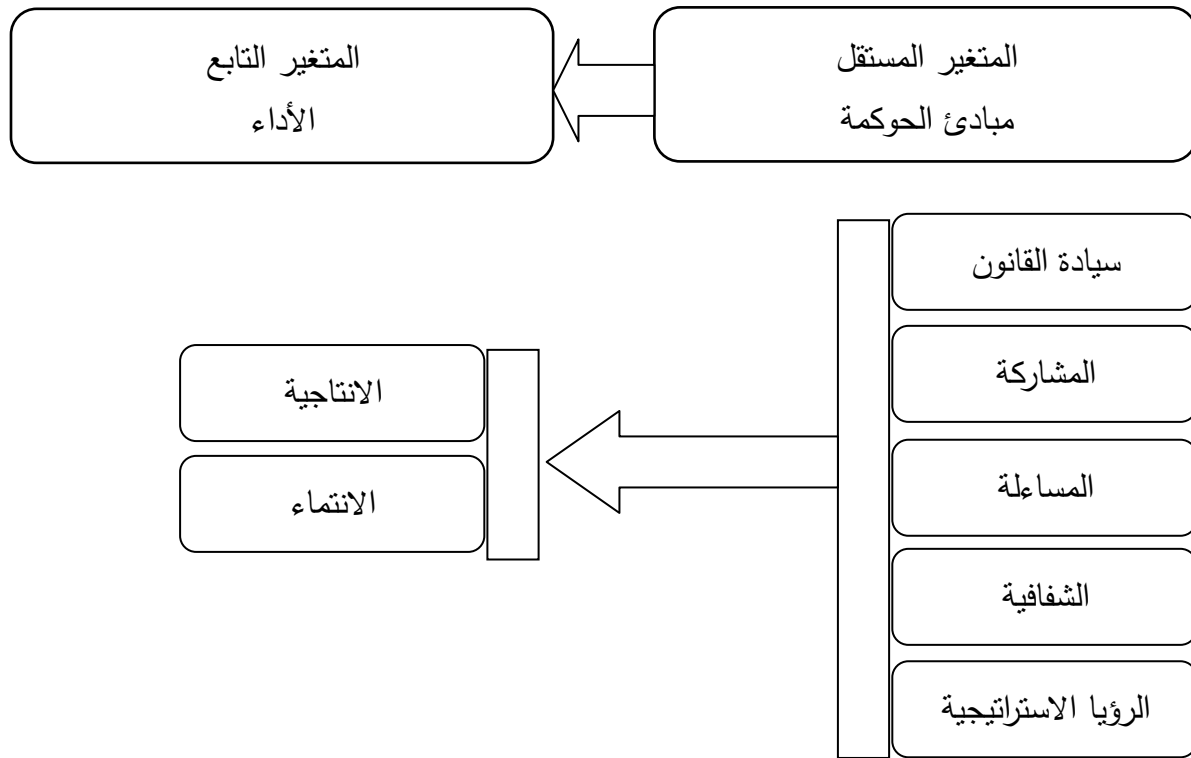 المتغير المستقل
مبادئ الحوكمة
المتغير التابع
الأداء
سيادة القانون
المشاركة
المساءلة
الشفافية
الرؤيا الاستراتيجية
الانتاجية
الانتماء